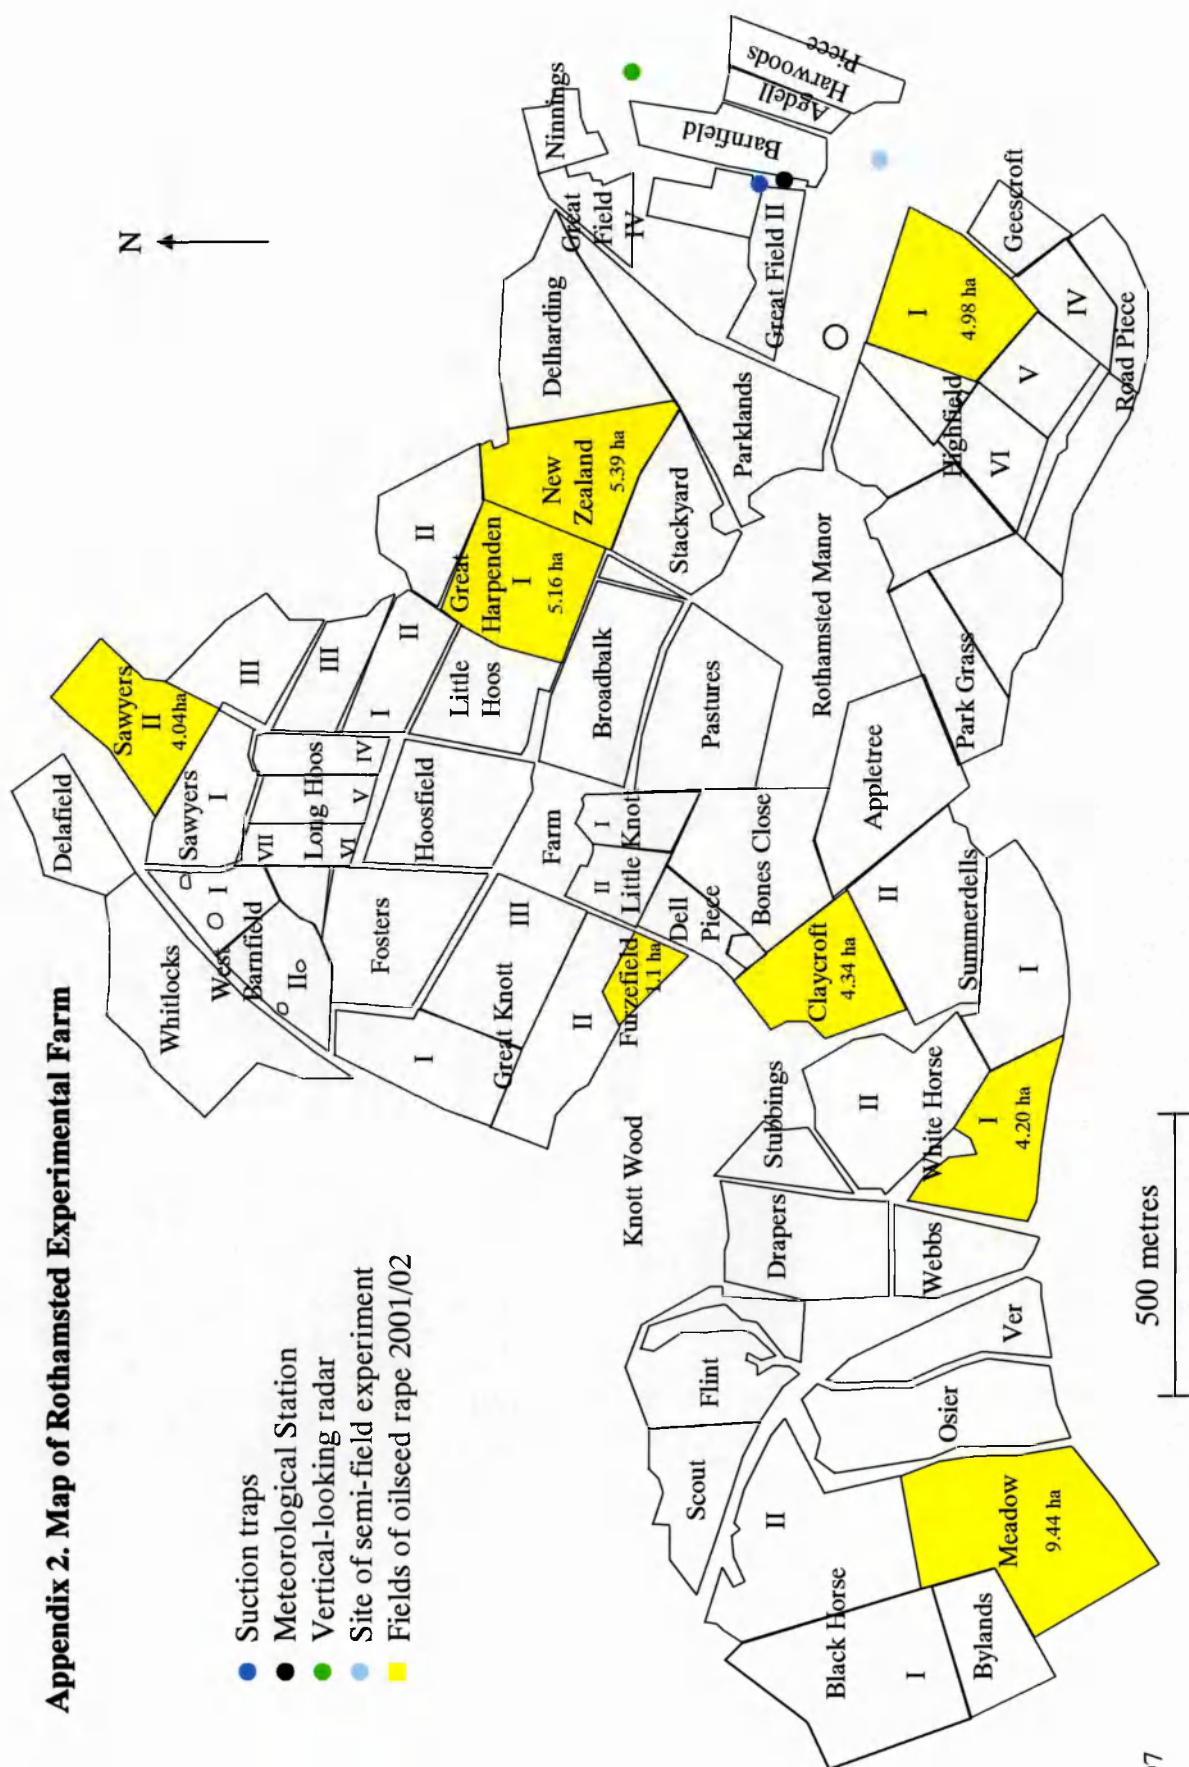 Appendix 2. Map of Rothamsted Experimental Farm
N
Suction traps
Meteorological Station
Vertical-looking radar
Site of semi-field experiment
Fields of oilseed rape 2001/02
Delafield
Whitlocks
Sawyers
II
4.04ha
Sawyers
I
III
III
II
I
Long Hoos
IV
V
VI
VII
West
Barnfield
I
II
Fosters
Hoosfield
Little
Hoos
Great
Harpenden
I
5.16 ha
II
New
Zealand
5.39 ha
Delharding
Great
Field
IV
Ninnings
Barnfield
Agdell
Harwoods
Piece
Great Field II
Parklands
Stackyard
Broadbalk
Pastures
Farm
I
II
Little Knott
Great Knott
I
II
III
Furzefield
1.1 ha
Dell
Piece
Bones Close
Claycroft
4.34 ha
Rothamsted Manor
Appletree
Park Grass
Highfield
I
4.98 ha
Geescroft
IV
V
VI
Road Piece
Summerdells
II
I
Knott Wood
Stubbings
Drapers
White Horse
II
I
4.20 ha
Webbs
Ver
Osier
Flint
Scout
Black Horse
II
I
Bylands
Meadow
9.44 ha
500 metres